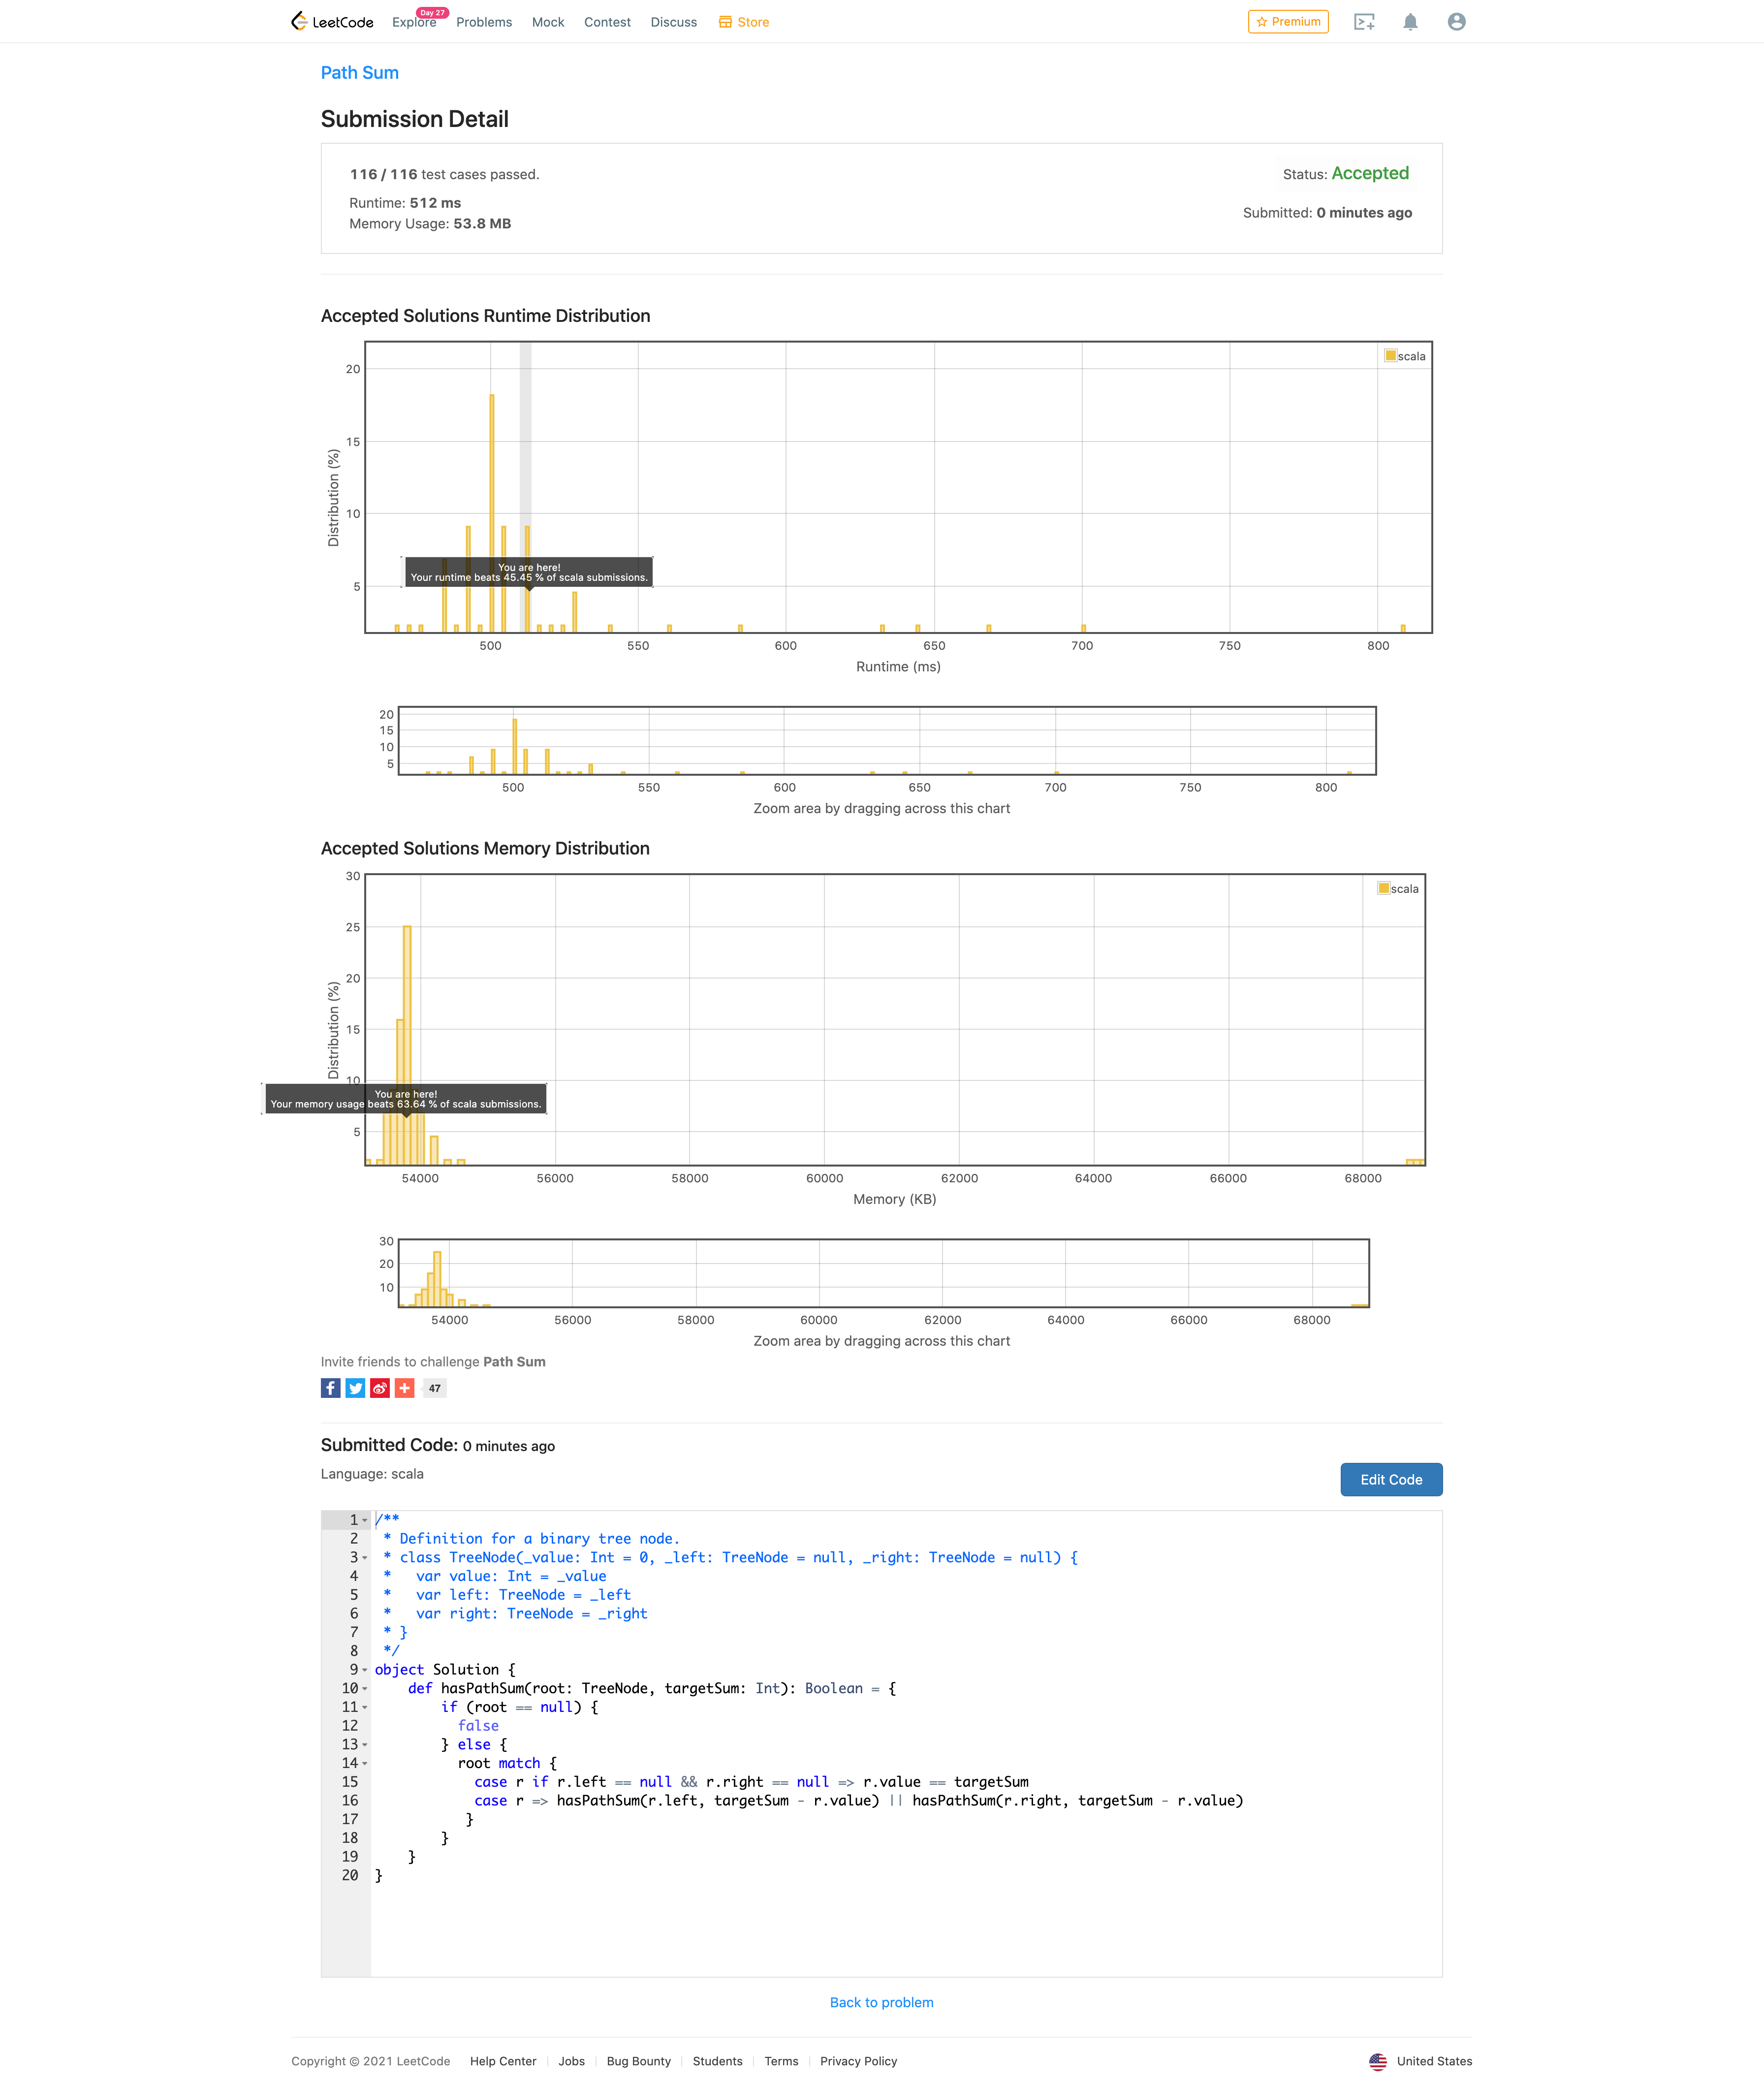 LeetCode Explore Day 27 Problems Mock Contest Discuss Store Premium
Path Sum
Submission Detail
116 / 116 test cases passed.
Status: Accepted
Runtime: 512 ms
Submitted: 0 minutes ago
Memory Usage: 53.8 MB
Accepted Solutions Runtime Distribution
scala
20
15
10
5
Distribution (%)
You are here!
Your runtime beats 45.45 % of scala submissions.
500 550 600 650 700 750 800
Runtime (ms)
20
15
10
5
500 550 600 650 700 750 800
Zoom area by dragging across this chart
Accepted Solutions Memory Distribution
scala
30
25
20
15
10
5
Distribution (%)
You are here!
Your memory usage beats 63.64 % of scala submissions.
54000 56000 58000 60000 62000 64000 66000 68000
Memory (KB)
30
20
10
54000 56000 58000 60000 62000 64000 66000 68000
Zoom area by dragging across this chart
Invite friends to challenge Path Sum
47
Submitted Code: 0 minutes ago
Language: scala
Edit Code
1 /**
2  * Definition for a binary tree node.
3  * class TreeNode(_value: Int = 0, _left: TreeNode = null, _right: TreeNode = null) {
4  *   var value: Int = _value
5  *   var left: TreeNode = _left
6  *   var right: TreeNode = _right
7  * }
8  */
9 object Solution {
10     def hasPathSum(root: TreeNode, targetSum: Int): Boolean = {
11         if (root == null) {
12           false
13         } else {
14           root match {
15             case r if r.left == null && r.right == null => r.value == targetSum
16             case r => hasPathSum(r.left, targetSum - r.value) || hasPathSum(r.right, targetSum - r.value)
17            }
18         }
19     }
20 }
Back to problem
Copyright © 2021 LeetCode Help Center Jobs Bug Bounty Students Terms Privacy Policy United States